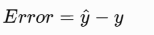 Error = ŷ − y